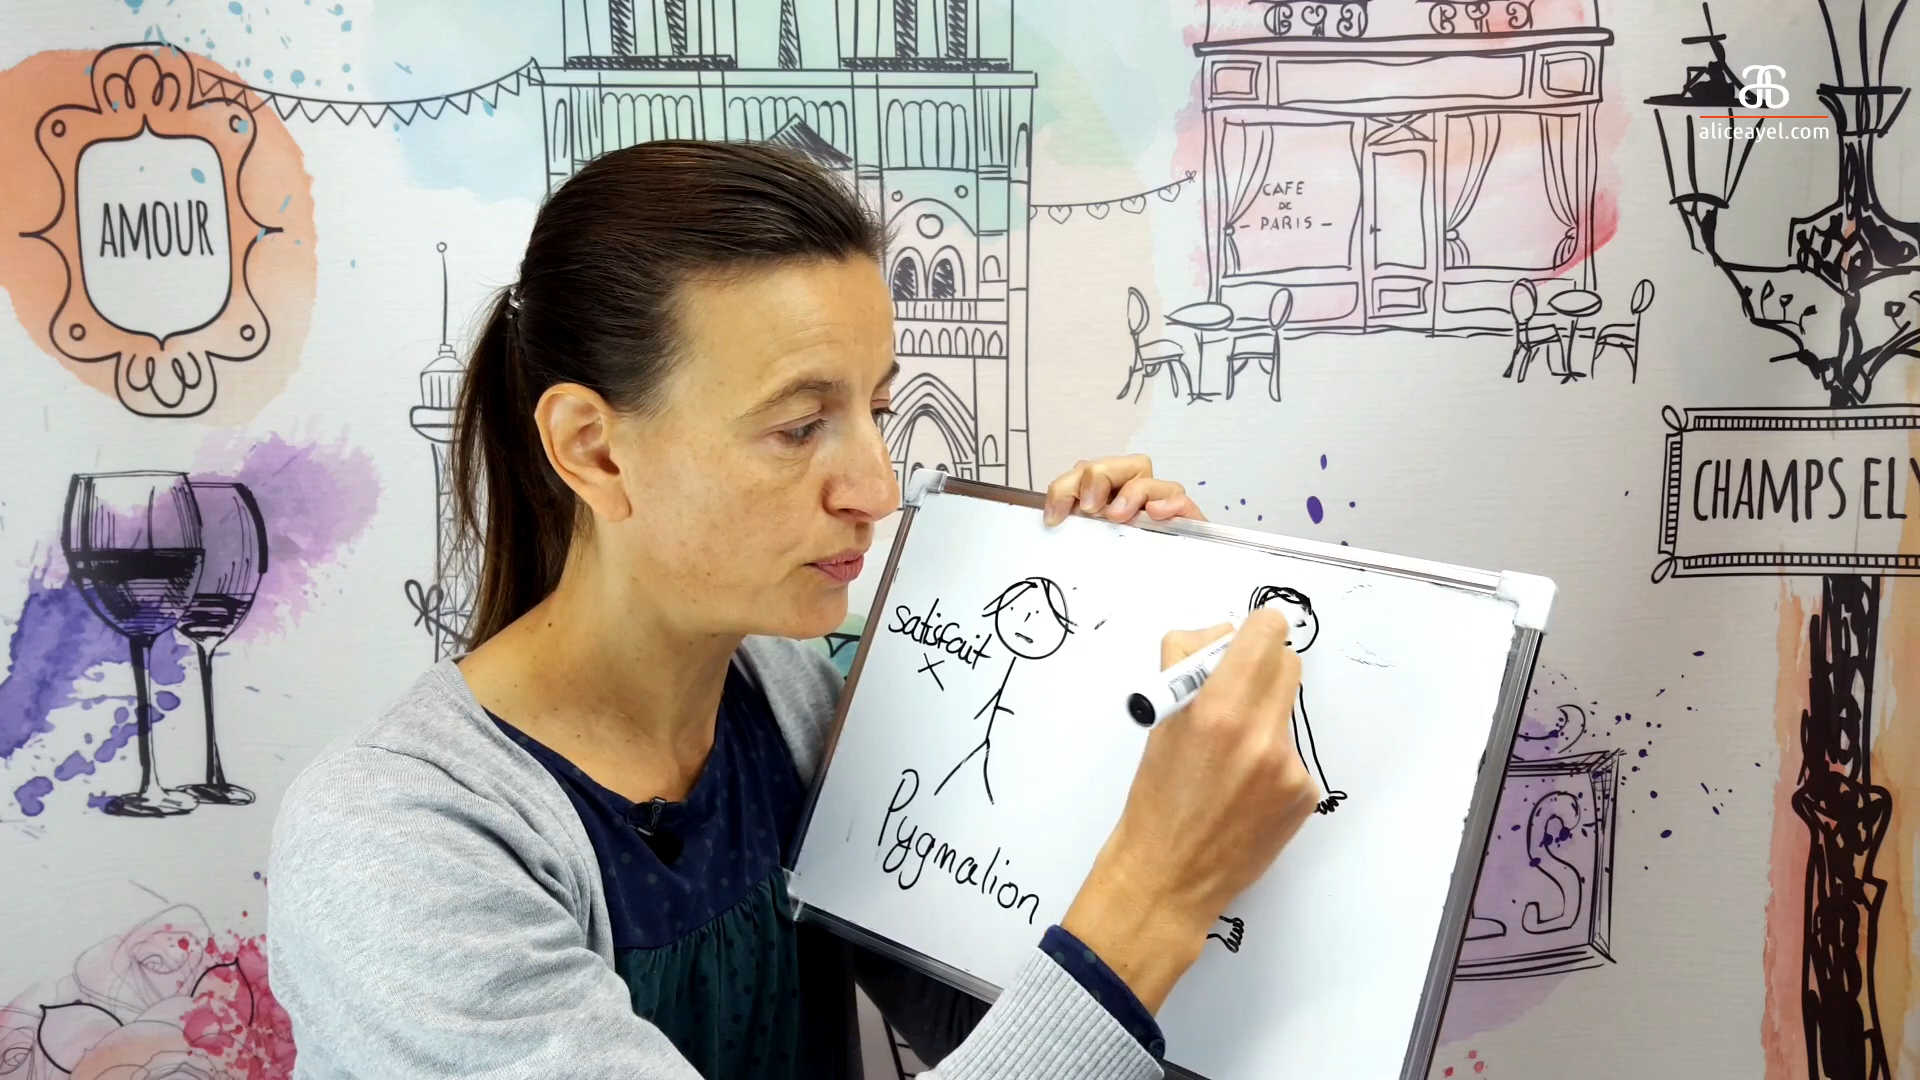 AMOUR
CAFE
DE
- PARIS -
aliceayel.com
CHAMPS EL
satisfait
Pygmalion